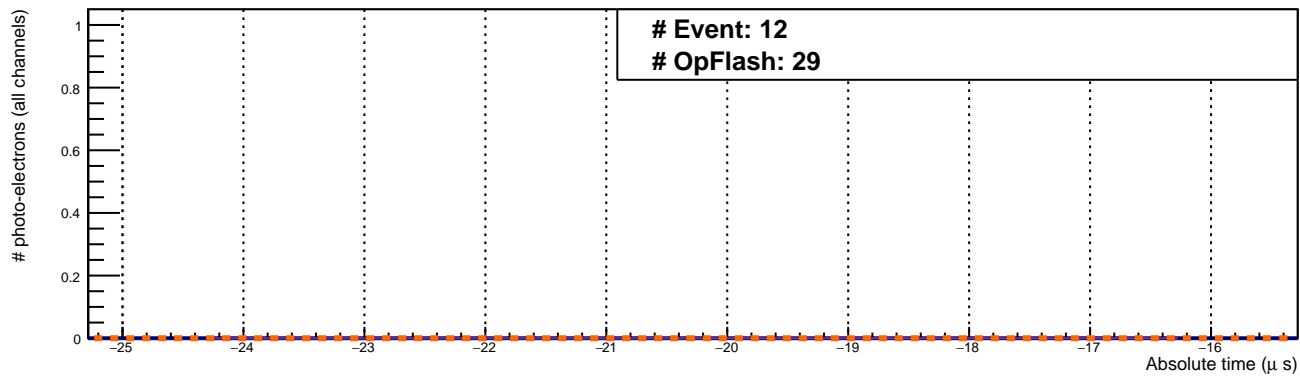 # Event: 12
# OpFlash: 29
# photo-electrons (all channels)
1
0.8
0.6
0.4
0.2
0
−25 −24 −23 −22 −21 −20 −19 −18 −17 −16
Absolute time (μ s)